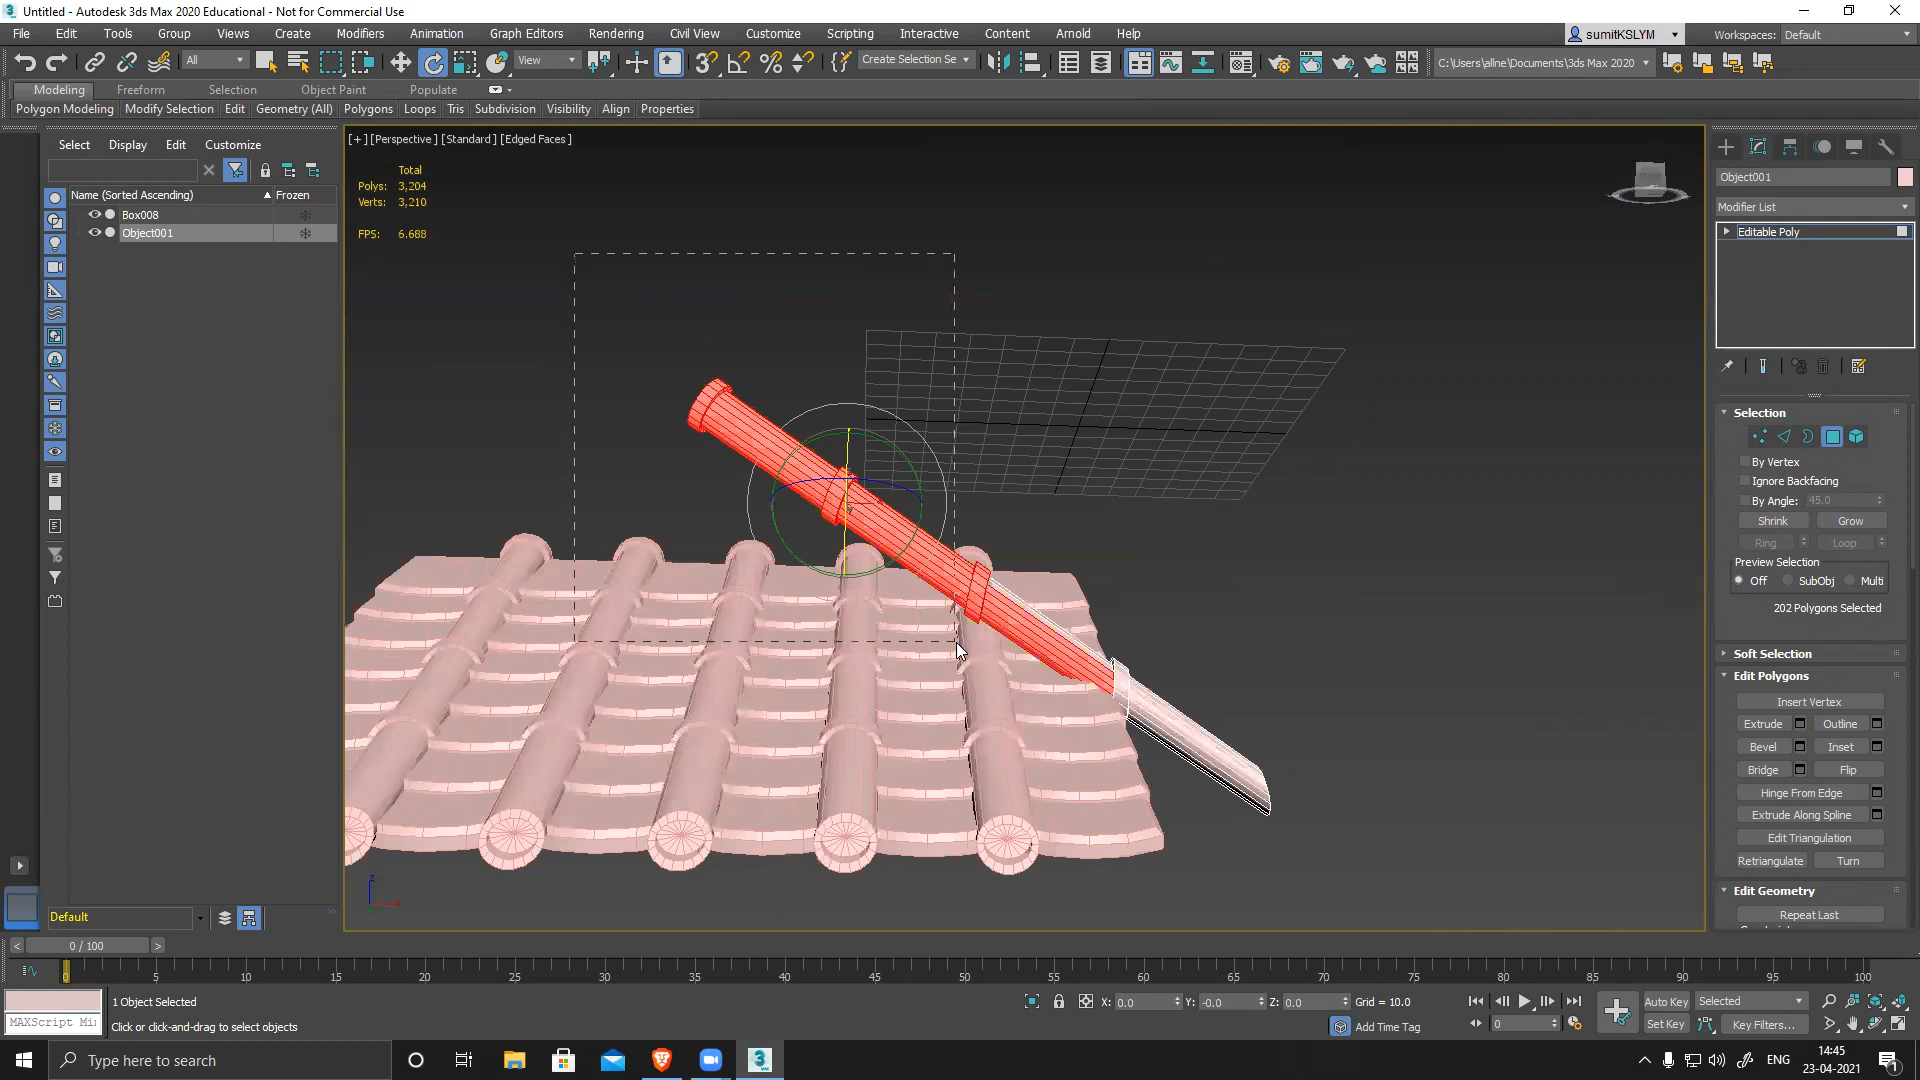 Untitled - Autodesk 3ds Max 2020 Educational - Not for Commercial Use
File Edit Tools Group Views Create Modifiers Animation Graph Editors Rendering Civil View Customize Scripting Interactive Content Arnold Help sumitKSLYM Workspaces: Default
All View Create Selection Se C:\Users\allne\Documents\3ds Max 2020
Modeling Freeform Selection Object Paint Populate
Polygon Modeling Modify Selection Edit Geometry (All) Polygons Loops Tris Subdivision Visibility Align Properties
Select Display Edit Customize
Name (Sorted Ascending) Frozen
Box008
Object001
[+] [Perspective ] [Standard ] [Edged Faces ]
Total
Polys: 3,204
Verts: 3,210
FPS: 6.688
Object001
Modifier List
Editable Poly
Selection
By Vertex
Ignore Backfacing
By Angle: 45.0
Shrink Grow
Ring Loop
Preview Selection
Off SubObj Multi
202 Polygons Selected
Soft Selection
Edit Polygons
Insert Vertex
Extrude Outline
Bevel Inset
Bridge Flip
Hinge From Edge
Extrude Along Spline
Edit Triangulation
Retriangulate Turn
Edit Geometry
Repeat Last
z
Default
< 0 / 100 >
0 5 10 15 20 25 30 35 40 45 50 55 60 65 70 75 80 85 90 95 100
1 Object Selected X: 0.0 Y: -0.0 Z: 0.0 Grid = 10.0 Auto Key Selected
MAXScript Mi Click or click-and-drag to select objects Add Time Tag 0 Set Key Key Filters...
Type here to search
ENG
14:45
23-04-2021
1